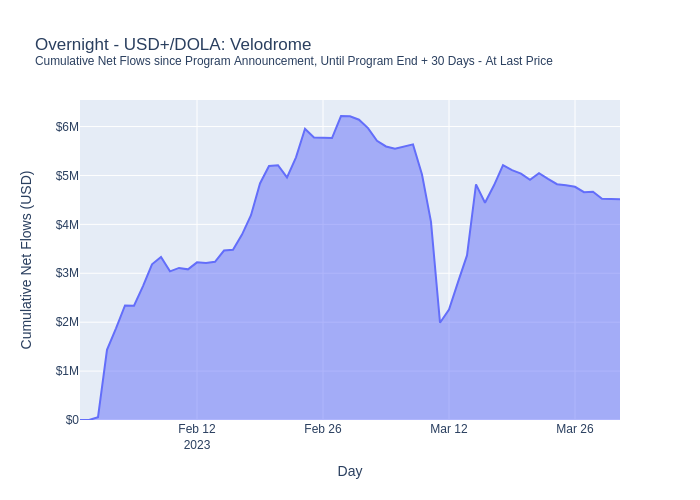 Overnight - USD+/DOLA: Velodrome
Cumulative Net Flows since Program Announcement, Until Program End + 30 Days - At Last Price
Cumulative Net Flows (USD)
$6M
$5M
$4M
$3M
$2M
$1M
$0
Feb 12
2023
Feb 26
Mar 12
Mar 26
Day